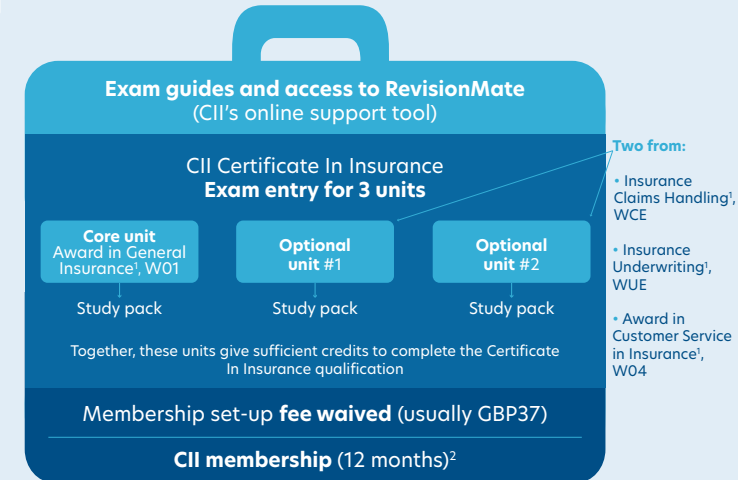 Exam guides and access to RevisionMate
(CII's online support tool)
CII Certificate In Insurance
Exam entry for 3 units
Core unit
Award in General
Insurance¹, W01
Study pack
Optional
unit #1
Study pack
Optional
unit #2
Study pack
Together, these units give sufficient credits to complete the Certificate
In Insurance qualification
Membership set-up fee waived (usually GBP37)
CII membership (12 months)²
Two from:
• Insurance
Claims Handling¹,
WCE
• Insurance
Underwriting¹,
WUE
• Award in
Customer Service
in Insurance¹,
W04